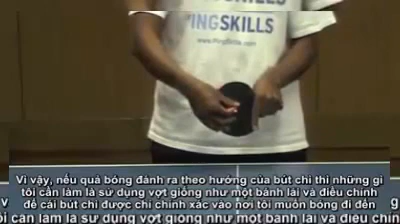 PINGSKILLS
www.PingSkills.com
Vì vậy, nếu quả bóng đánh ra theo hướng của bút chì thì những gì
tôi cần làm là sử dụng vợt giống như một bánh lái và điều chỉnh
để cái bút chì được chỉ chính xác vào nơi tôi muốn bóng đi đến
tôi cần làm là sử dụng vợt giống như một bánh lái và điều chỉnh